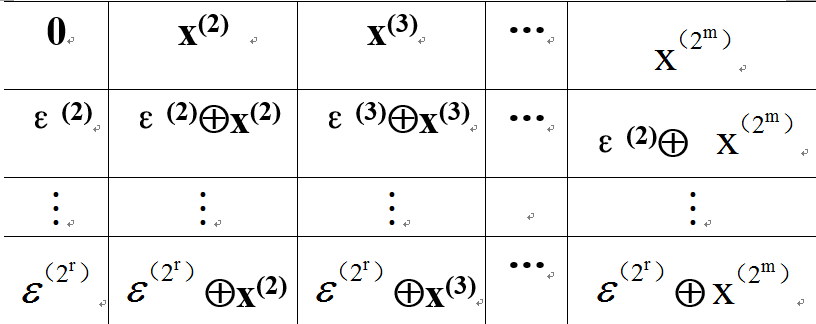 0 x⁽²⁾ x⁽³⁾ ⋯ x^(2^m)
ε ⁽²⁾ ε ⁽²⁾⊕x⁽²⁾ ε ⁽³⁾⊕x⁽³⁾ ⋯ ε ⁽²⁾⊕ x^(2^m)
⋮ ⋮ ⋮ ⋮
ε^(2^r) ε^(2^r) ⊕x⁽²⁾ ε^(2^r) ⊕x⁽³⁾ ⋯ ε^(2^r) ⊕ x^(2^m)